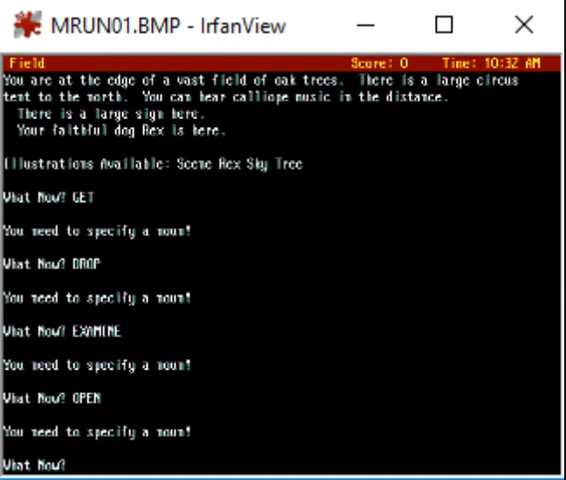 MRUN01.BMP - IrfanView
Field Score: 0 Time: 10:32 AM
You are at the edge of a vast field of oak trees. There is a large circus
tent to the north. You can hear calliope music in the distance.
There is a large sign here.
Your faithful dog Rex is here.
Illustrations Available: Scene Rex Sky Tree
What Now? GET
You need to specify a noun!
What Now? DROP
You need to specify a noun!
What Now? EXAMINE
You need to specify a noun!
What Now? OPEN
You need to specify a noun!
What Now?